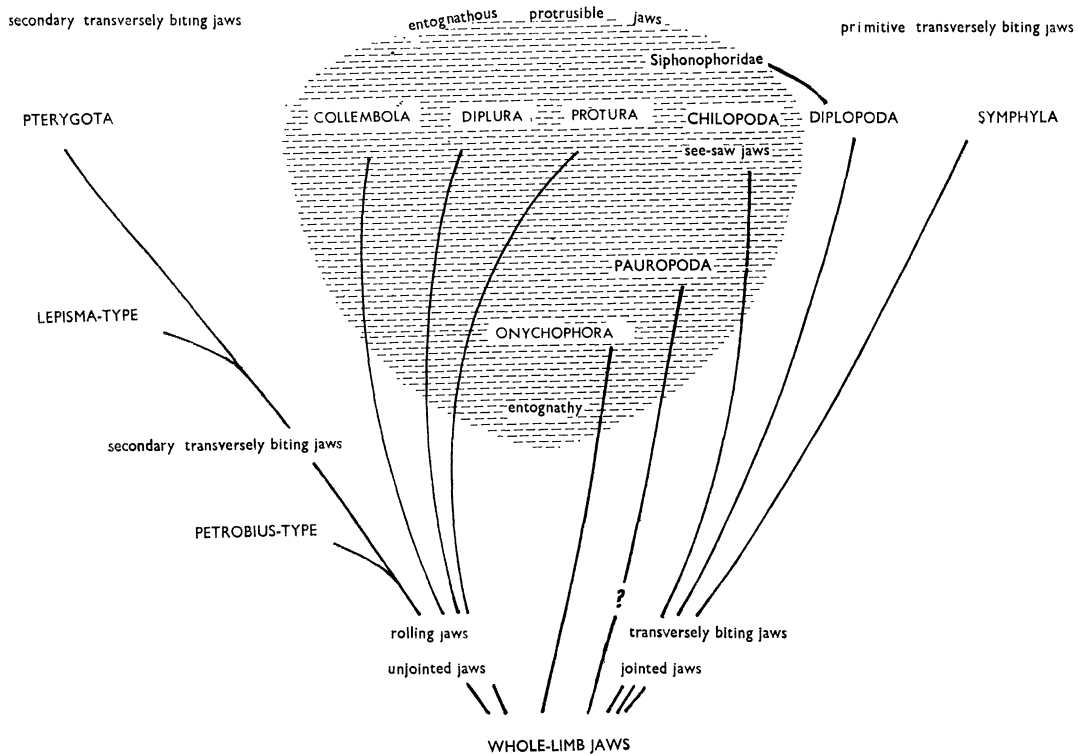 secondary transversely biting jaws
entognathous protrusible jaws
primitive transversely biting jaws
Siphonophoridae
PTERYGOTA
COLLEMBOLA
DIPLURA
PROTURA
CHILOPODA
DIPLOPODA
SYMPHYLA
see-saw jaws
PAUROPODA
LEPISMA-TYPE
ONYCHOPHORA
entognathy
secondary transversely biting jaws
PETROBIUS-TYPE
?
rolling jaws
transversely biting jaws
unjointed jaws
jointed jaws
WHOLE-LIMB JAWS